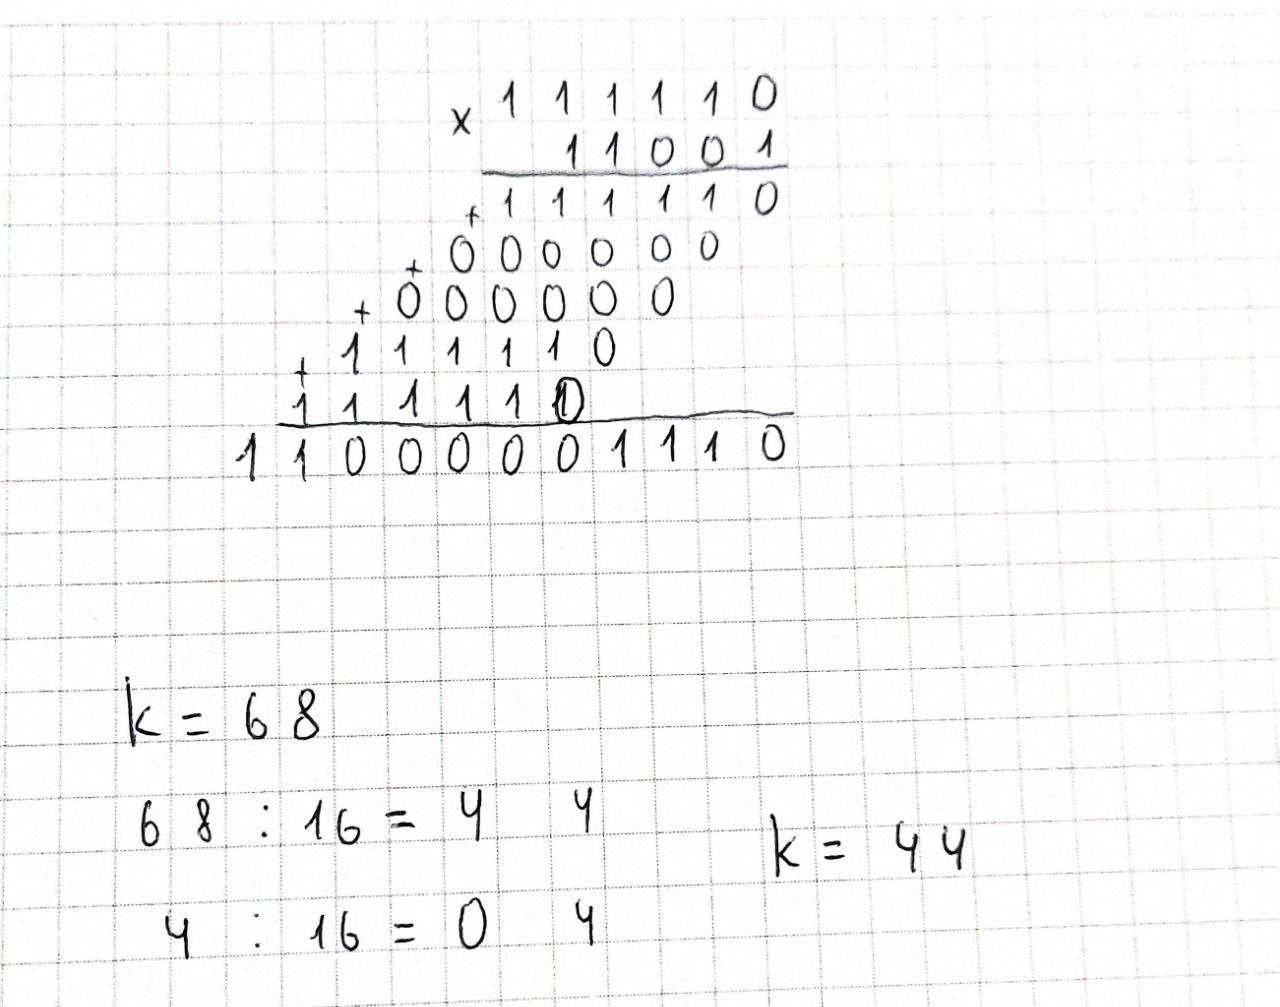 x 1 1 1 1 1 0
1 1 0 0 1
+ 1 1 1 1 1 0
+ 0 0 0 0 0 0
+ 0 0 0 0 0 0
+ 1 1 1 1 1 0
1 1 1 1 1 0
1 1 0 0 0 0 0 1 1 1 0
k = 68
68 : 16 = 4 4
k = 44
4 : 16 = 0 4